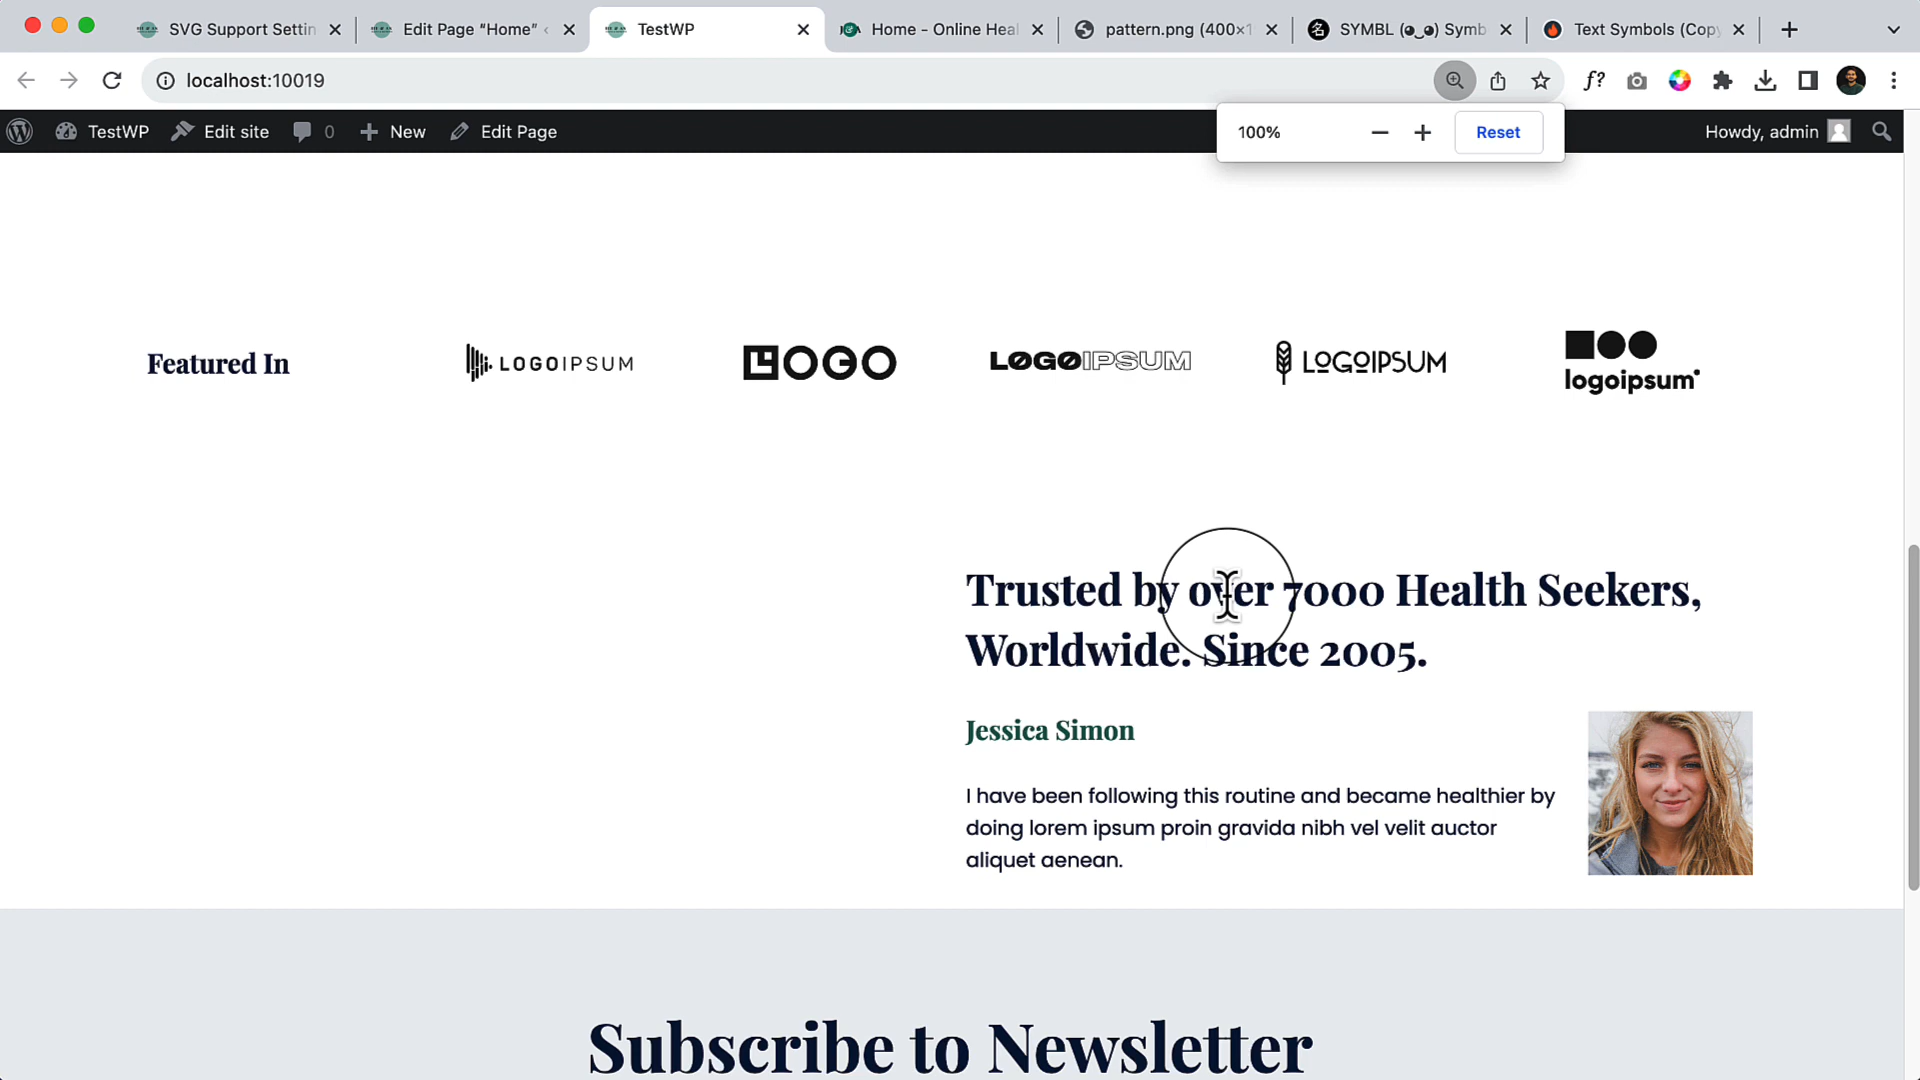 SVG Support Settin
Edit Page “Home” ‹
TestWP
Home - Online Heal
pattern.png (400×1
SYMBL (◕‿◕) Symb
Text Symbols (Copy
localhost:10019
TestWP
Edit site
0
New
Edit Page
100%
Reset
Howdy, admin
Featured In
LOGOIPSUM
LOGO
LOGOIPSUM
LOGOIPSUM
logoipsum
Trusted by over 7000 Health Seekers,
Worldwide. Since 2005.
Jessica Simon
I have been following this routine and became healthier by
doing lorem ipsum proin gravida nibh vel velit auctor
aliquet aenean.
Subscribe to Newsletter